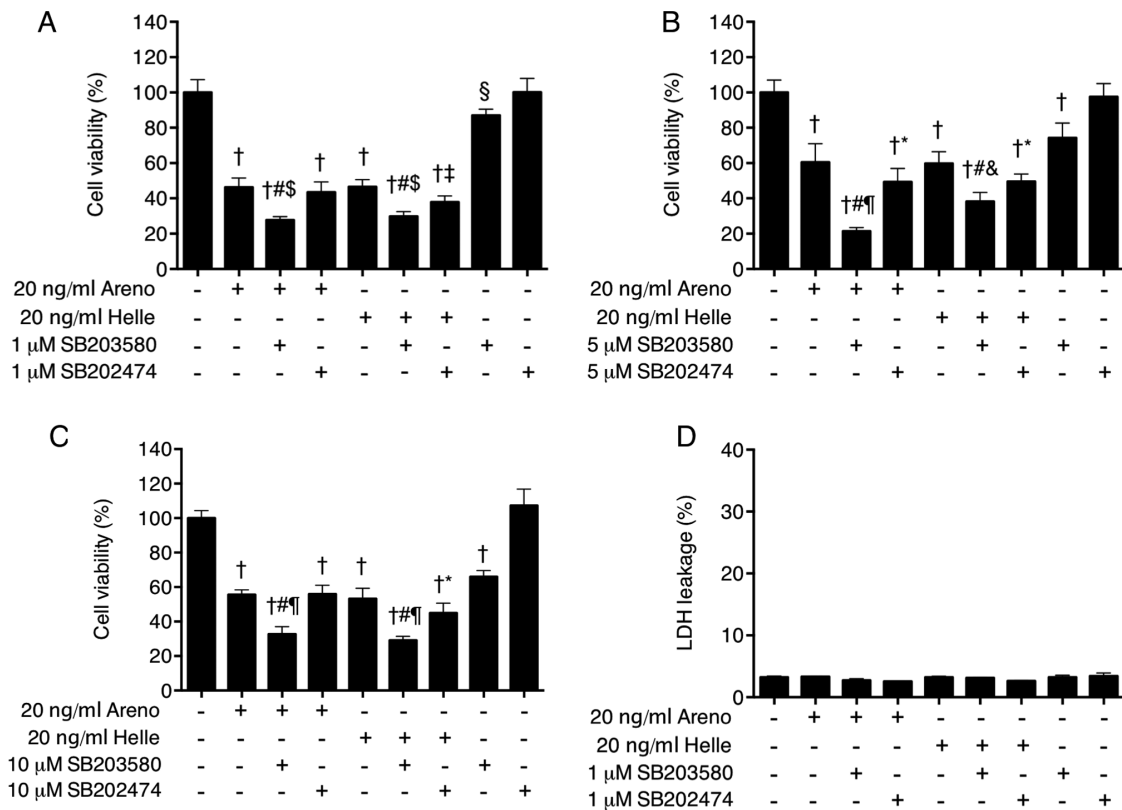 A
140
120
100
80
60
40
20
0
Cell viability (%)
† †#$ † † †#$ †‡ §
20 ng/ml Areno - + + + - - - - -
20 ng/ml Helle - - - - + + + - -
1 μM SB203580 - - + - - + - + -
1 μM SB202474 - - - + - - + - +
B
140
120
100
80
60
40
20
0
Cell viability (%)
† †#¶ †* † †#& †* †
20 ng/ml Areno - + + + - - - - -
20 ng/ml Helle - - - - + + + - -
5 μM SB203580 - - + - - + - + -
5 μM SB202474 - - - + - - + - +
C
140
120
100
80
60
40
20
0
Cell viability (%)
† †#¶ † † †#¶ †* †
20 ng/ml Areno - + + + - - - - -
20 ng/ml Helle - - - - + + + - -
10 μM SB203580 - - + - - + - + -
10 μM SB202474 - - - + - - + - +
D
40
30
20
10
0
LDH leakage (%)
20 ng/ml Areno - + + + - - - - -
20 ng/ml Helle - - - - + + + - -
1 μM SB203580 - - + - - + - + -
1 μM SB202474 - - - + - - + - +